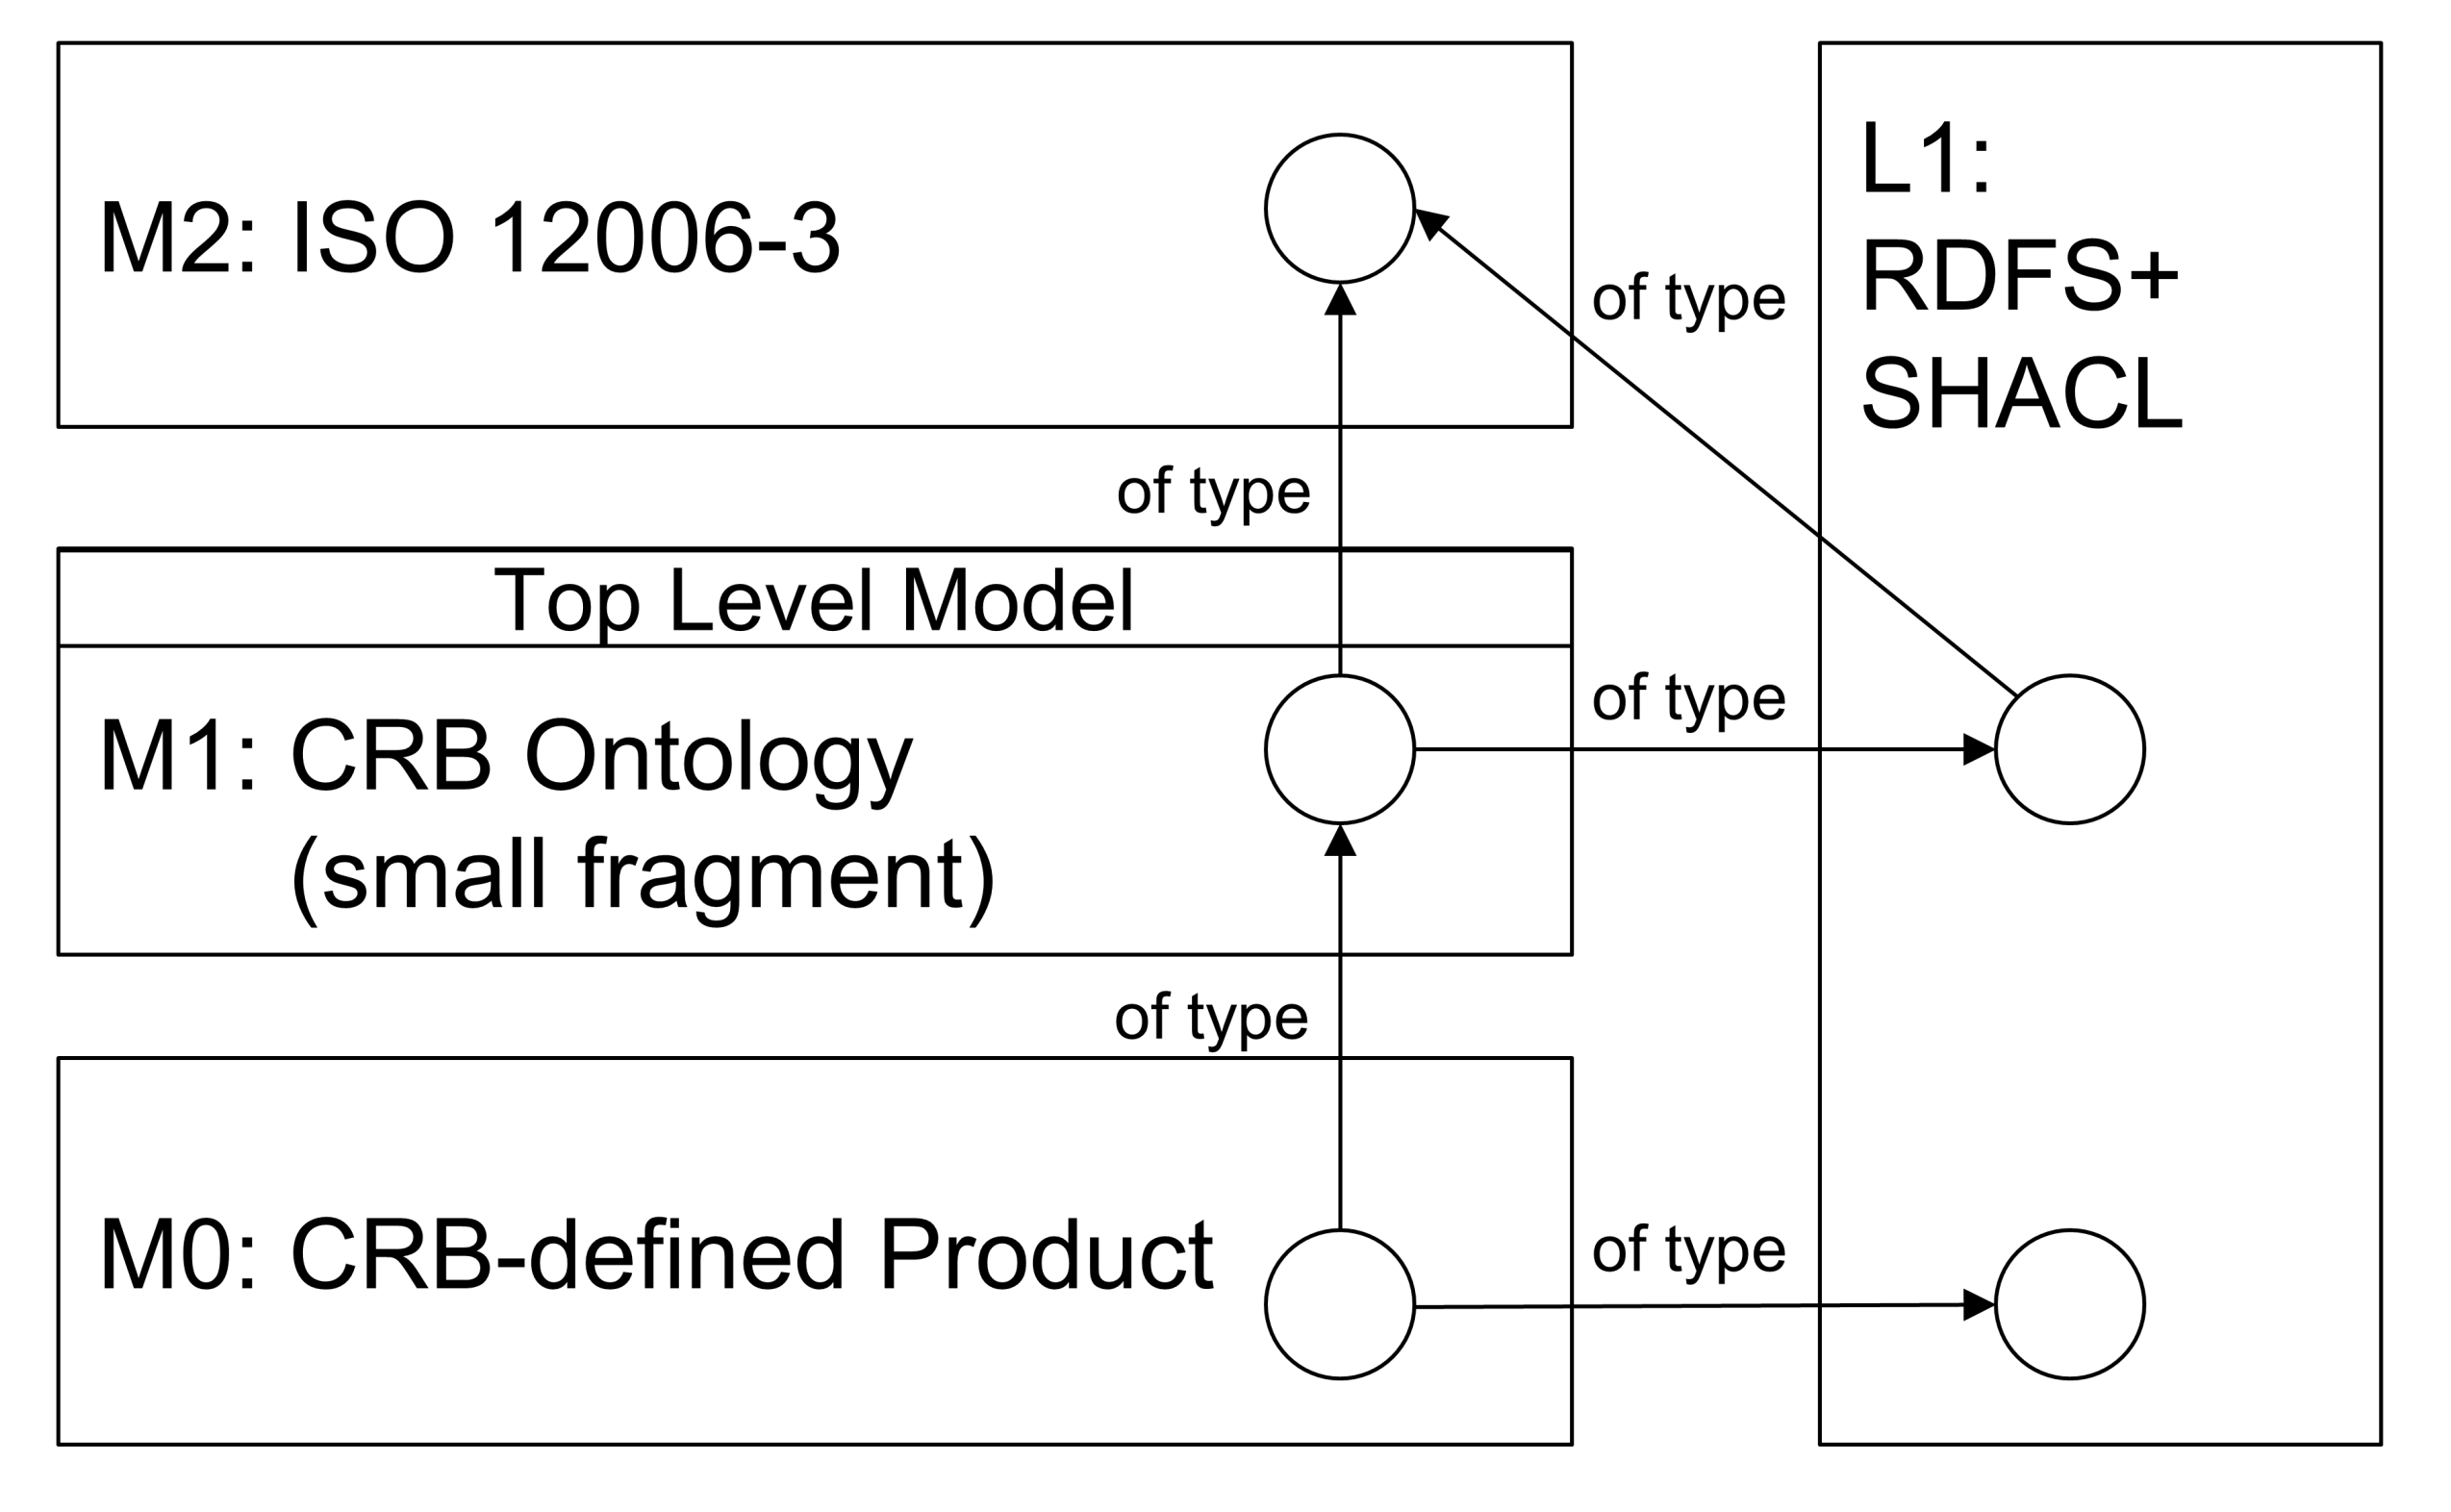 M2: ISO 12006-3
L1:
RDFS+
SHACL
of type
of type
Top Level Model
M1: CRB Ontology
(small fragment)
of type
of type
M0: CRB-defined Product
of type